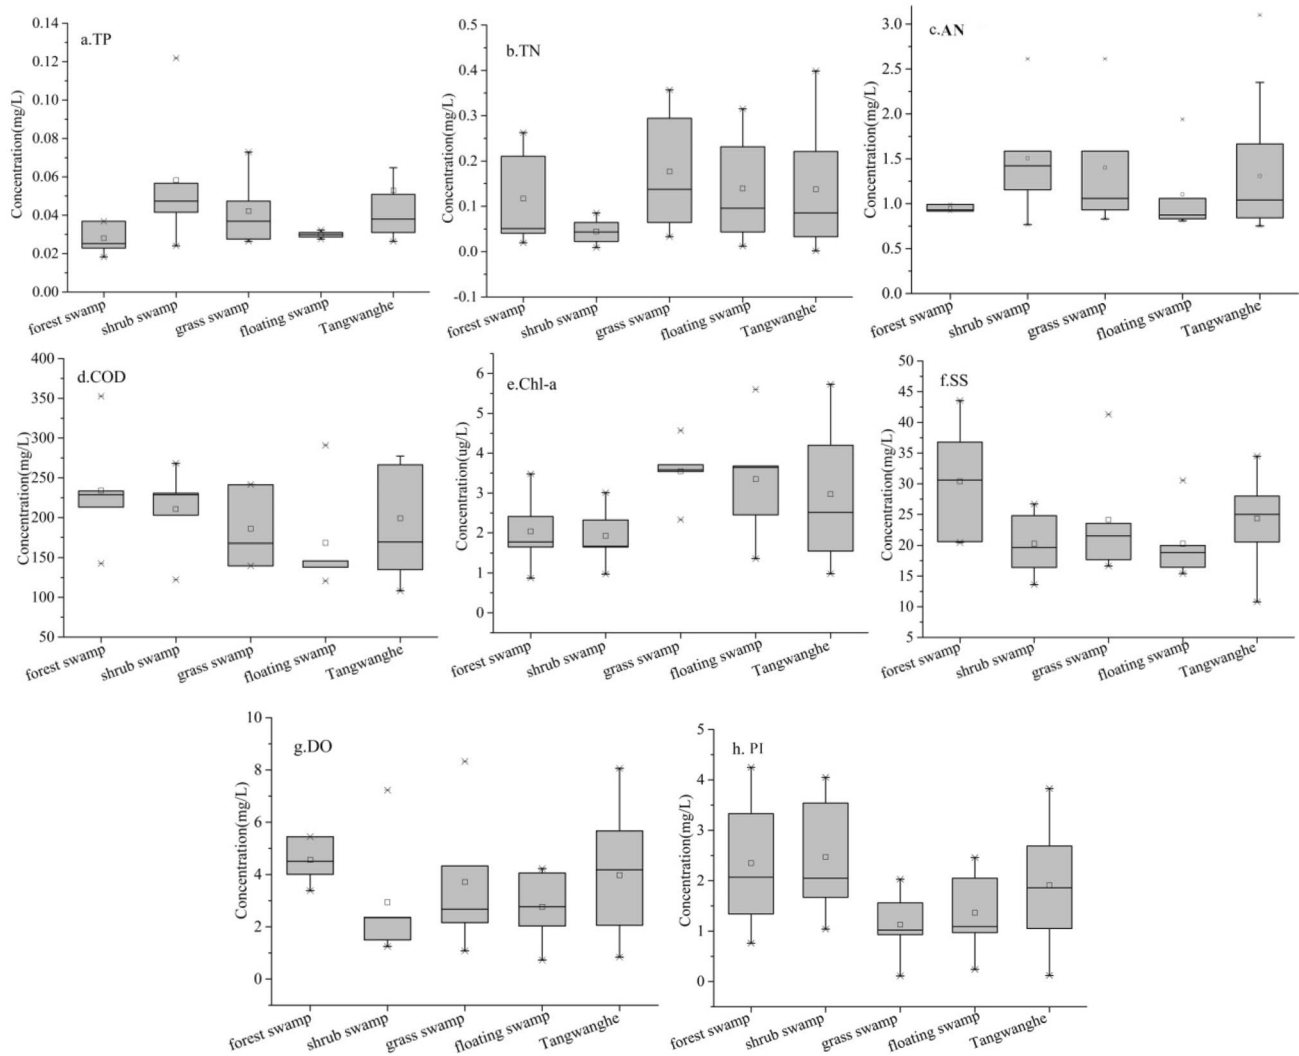 a.TP
Concentration(mg/L)
0.14
0.12
0.10
0.08
0.06
0.04
0.02
0.00
forest swamp
shrub swamp
grass swamp
floating swamp
Tangwanghe
b.TN
Concentration(mg/L)
0.5
0.4
0.3
0.2
0.1
0.0
-0.1
forest swamp
shrub swamp
grass swamp
floating swamp
Tangwanghe
c.AN
Concentration(mg/L)
3.0
2.5
2.0
1.5
1.0
0.5
0.0
forest swamp
shrub swamp
grass swamp
floating swamp
Tangwanghe
d.COD
Concentration(mg/L)
400
350
300
250
200
150
100
50
forest swamp
shrub swamp
grass swamp
floating swamp
Tangwanghe
e.Chl-a
Concentration(ug/L)
6
5
4
3
2
1
0
forest swamp
shrub swamp
grass swamp
floating swamp
Tangwanghe
f.SS
Concentration(mg/L)
50
45
40
35
30
25
20
15
10
5
forest swamp
shrub swamp
grass swamp
floating swamp
Tangwanghe
g.DO
Concentration(mg/L)
10
8
6
4
2
0
forest swamp
shrub swamp
grass swamp
floating swamp
Tangwanghe
h. PI
Concentration(mg/L)
5
4
3
2
1
0
forest swamp
shrub swamp
grass swamp
floating swamp
Tangwanghe